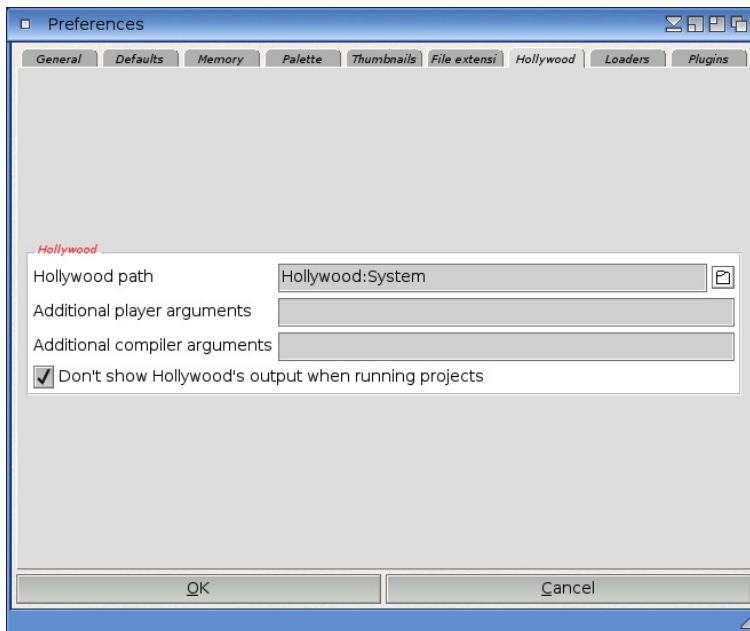 Preferences
General Defaults Memory Palette Thumbnails File extensi Hollywood Loaders Plugins
Hollywood
Hollywood path Hollywood:System
Additional player arguments
Additional compiler arguments
Don't show Hollywood's output when running projects
OK Cancel